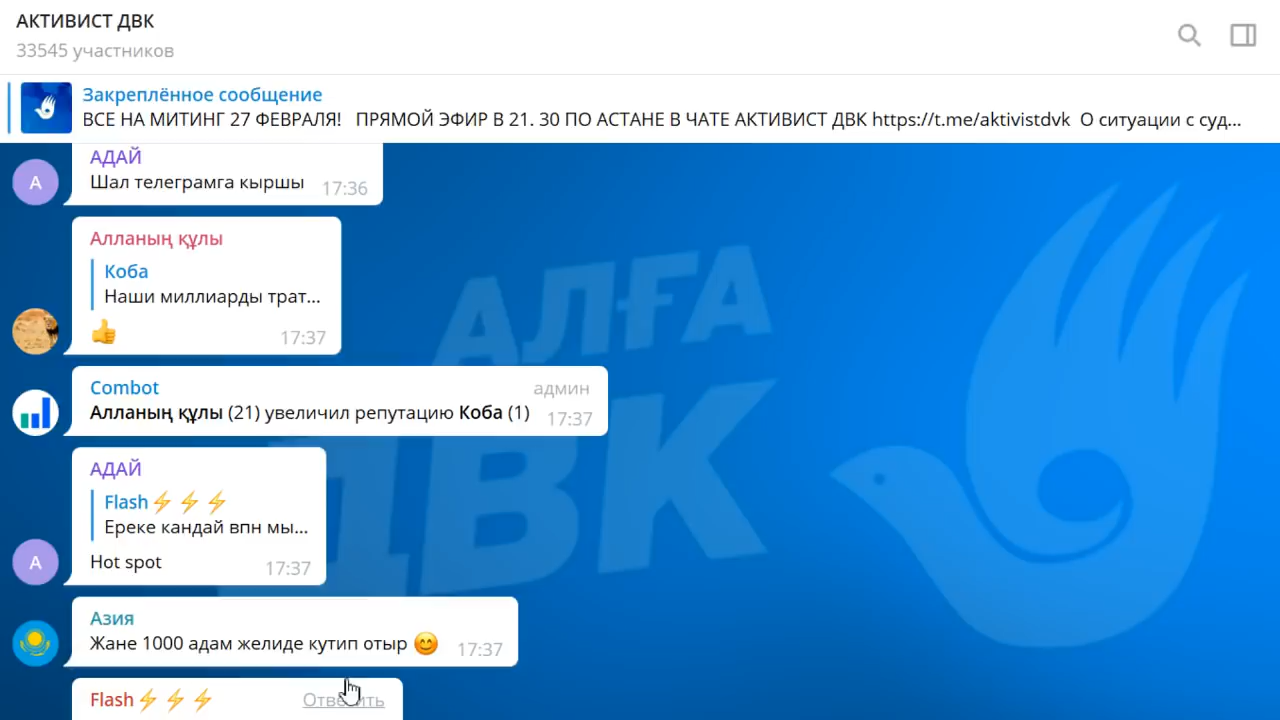 АКТИВИСТ ДВК
33545 участников
Закреплённое сообщение
ВСЕ НА МИТИНГ 27 ФЕВРАЛЯ! ПРЯМОЙ ЭФИР В 21. 30 ПО АСТАНЕ В ЧАТЕ АКТИВИСТ ДВК https://t.me/aktivistdvk О ситуации с суд...
АДАЙ
А
Шал телеграмга кыршы 17:36
Алланың құлы
Коба
Наши миллиарды трат...
17:37
Combot админ
Алланың құлы (21) увеличил репутацию Коба (1) 17:37
АДАЙ
Flash
Ереке кандай впн мы...
А
Hot spot 17:37
Азия
Жане 1000 адам желиде кутип отыр 17:37
Flash Ответить
АЛҒА
ДВК